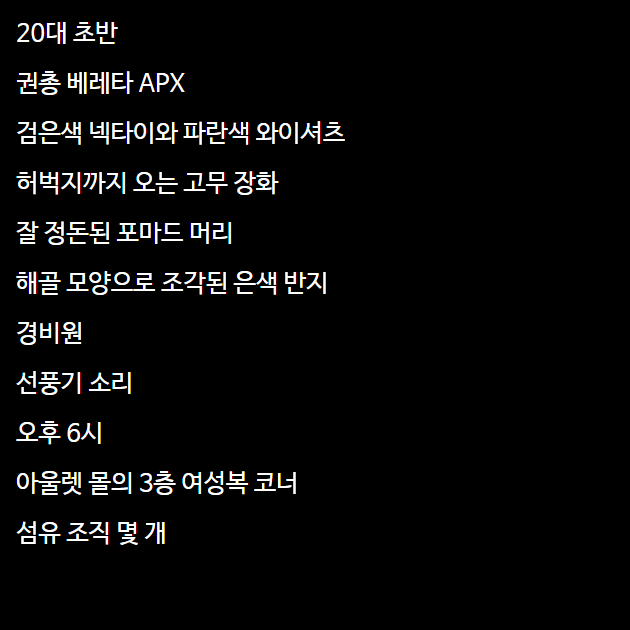 20대 초반
권총 베레타 APX
검은색 넥타이와 파란색 와이셔츠
허벅지까지 오는 고무 장화
잘 정돈된 포마드 머리
해골 모양으로 조각된 은색 반지
경비원
선풍기 소리
오후 6시
아울렛 몰의 3층 여성복 코너
섬유 조직 몇 개